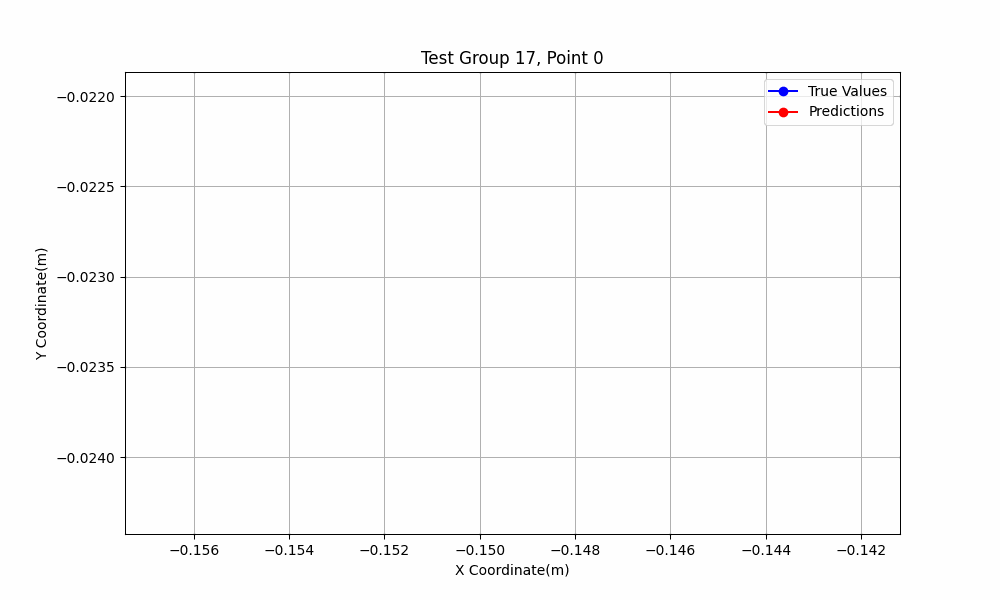 Test Group 17, Point 0
True Values
Predictions
−0.0220
−0.0225
−0.0230
−0.0235
−0.0240
Y Coordinate(m)
−0.156 −0.154 −0.152 −0.150 −0.148 −0.146 −0.144 −0.142
X Coordinate(m)